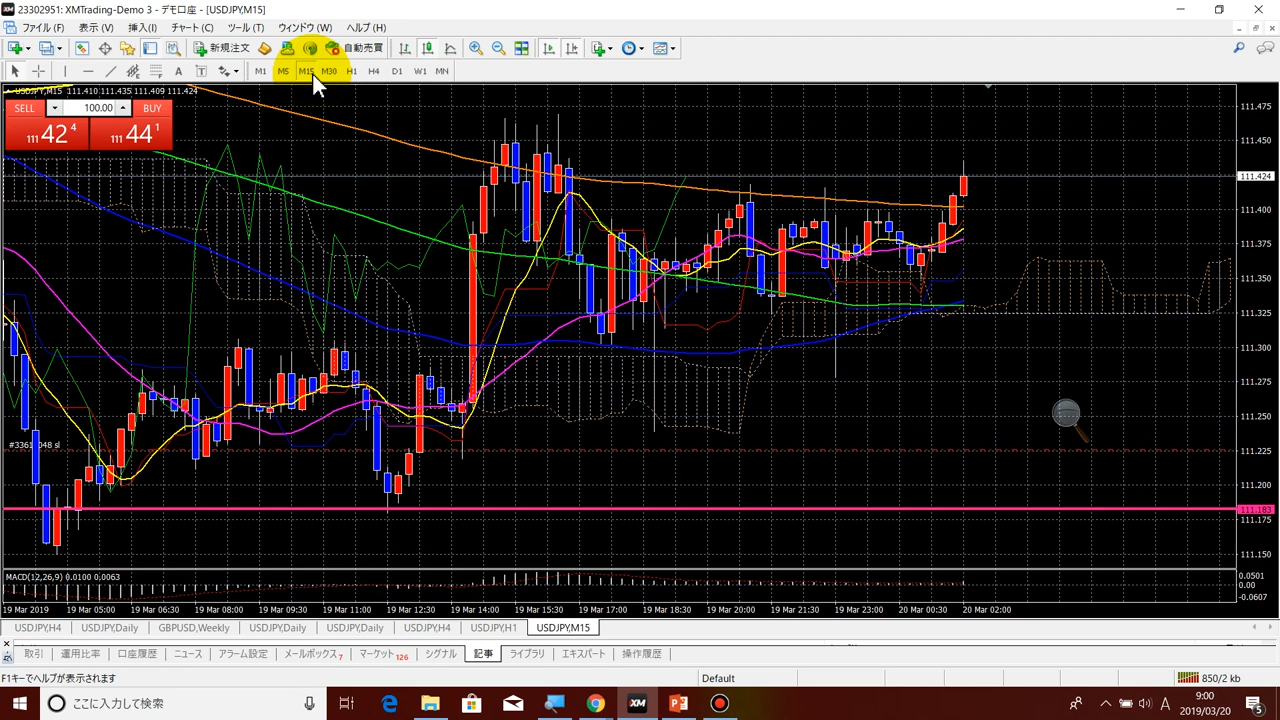 23302951: XMTrading-Demo 3 - デモ口座 - [USDJPY,M15]
ファイル (F) 表示 (V) 挿入(I) チャート (C) ツール (T) ウィンドウ (W) ヘルプ (H)
新規注文 自動売買
A T M1 M5 M15 M30 H1 H4 D1 W1 MN
USDJPY,M15 111.410 111.435 111.409 111.424
SELL 100.00 BUY
111 42 4 111 44 1
111.475
111.450
111.424
111.400
111.375
111.350
111.325
111.300
111.275
111.250
111.225
111.200
111.183
111.175
111.150
MACD(12,26,9) 0.0100 0.0063
0.0501
0.00
-0.0607
19 Mar 2019 19 Mar 05:00 19 Mar 06:30 19 Mar 08:00 19 Mar 09:30 19 Mar 11:00 19 Mar 12:30 19 Mar 14:00 19 Mar 15:30 19 Mar 17:00 19 Mar 18:30 19 Mar 20:00 19 Mar 21:30 19 Mar 23:00 20 Mar 00:30 20 Mar 02:00
USDJPY,H4 USDJPY,Daily GBPUSD,Weekly USDJPY,Daily USDJPY,Daily USDJPY,H4 USDJPY,H1 USDJPY,M15
取引 運用比率 口座履歴 ニュース アラーム設定 メールボックス 7 マーケット 126 シグナル 記事 ライブラリ エキスパート 操作履歴
F1キーでヘルプが表示されます Default 850/2 kb
ここに入力して検索 XM A 9:00
2019/03/20 5